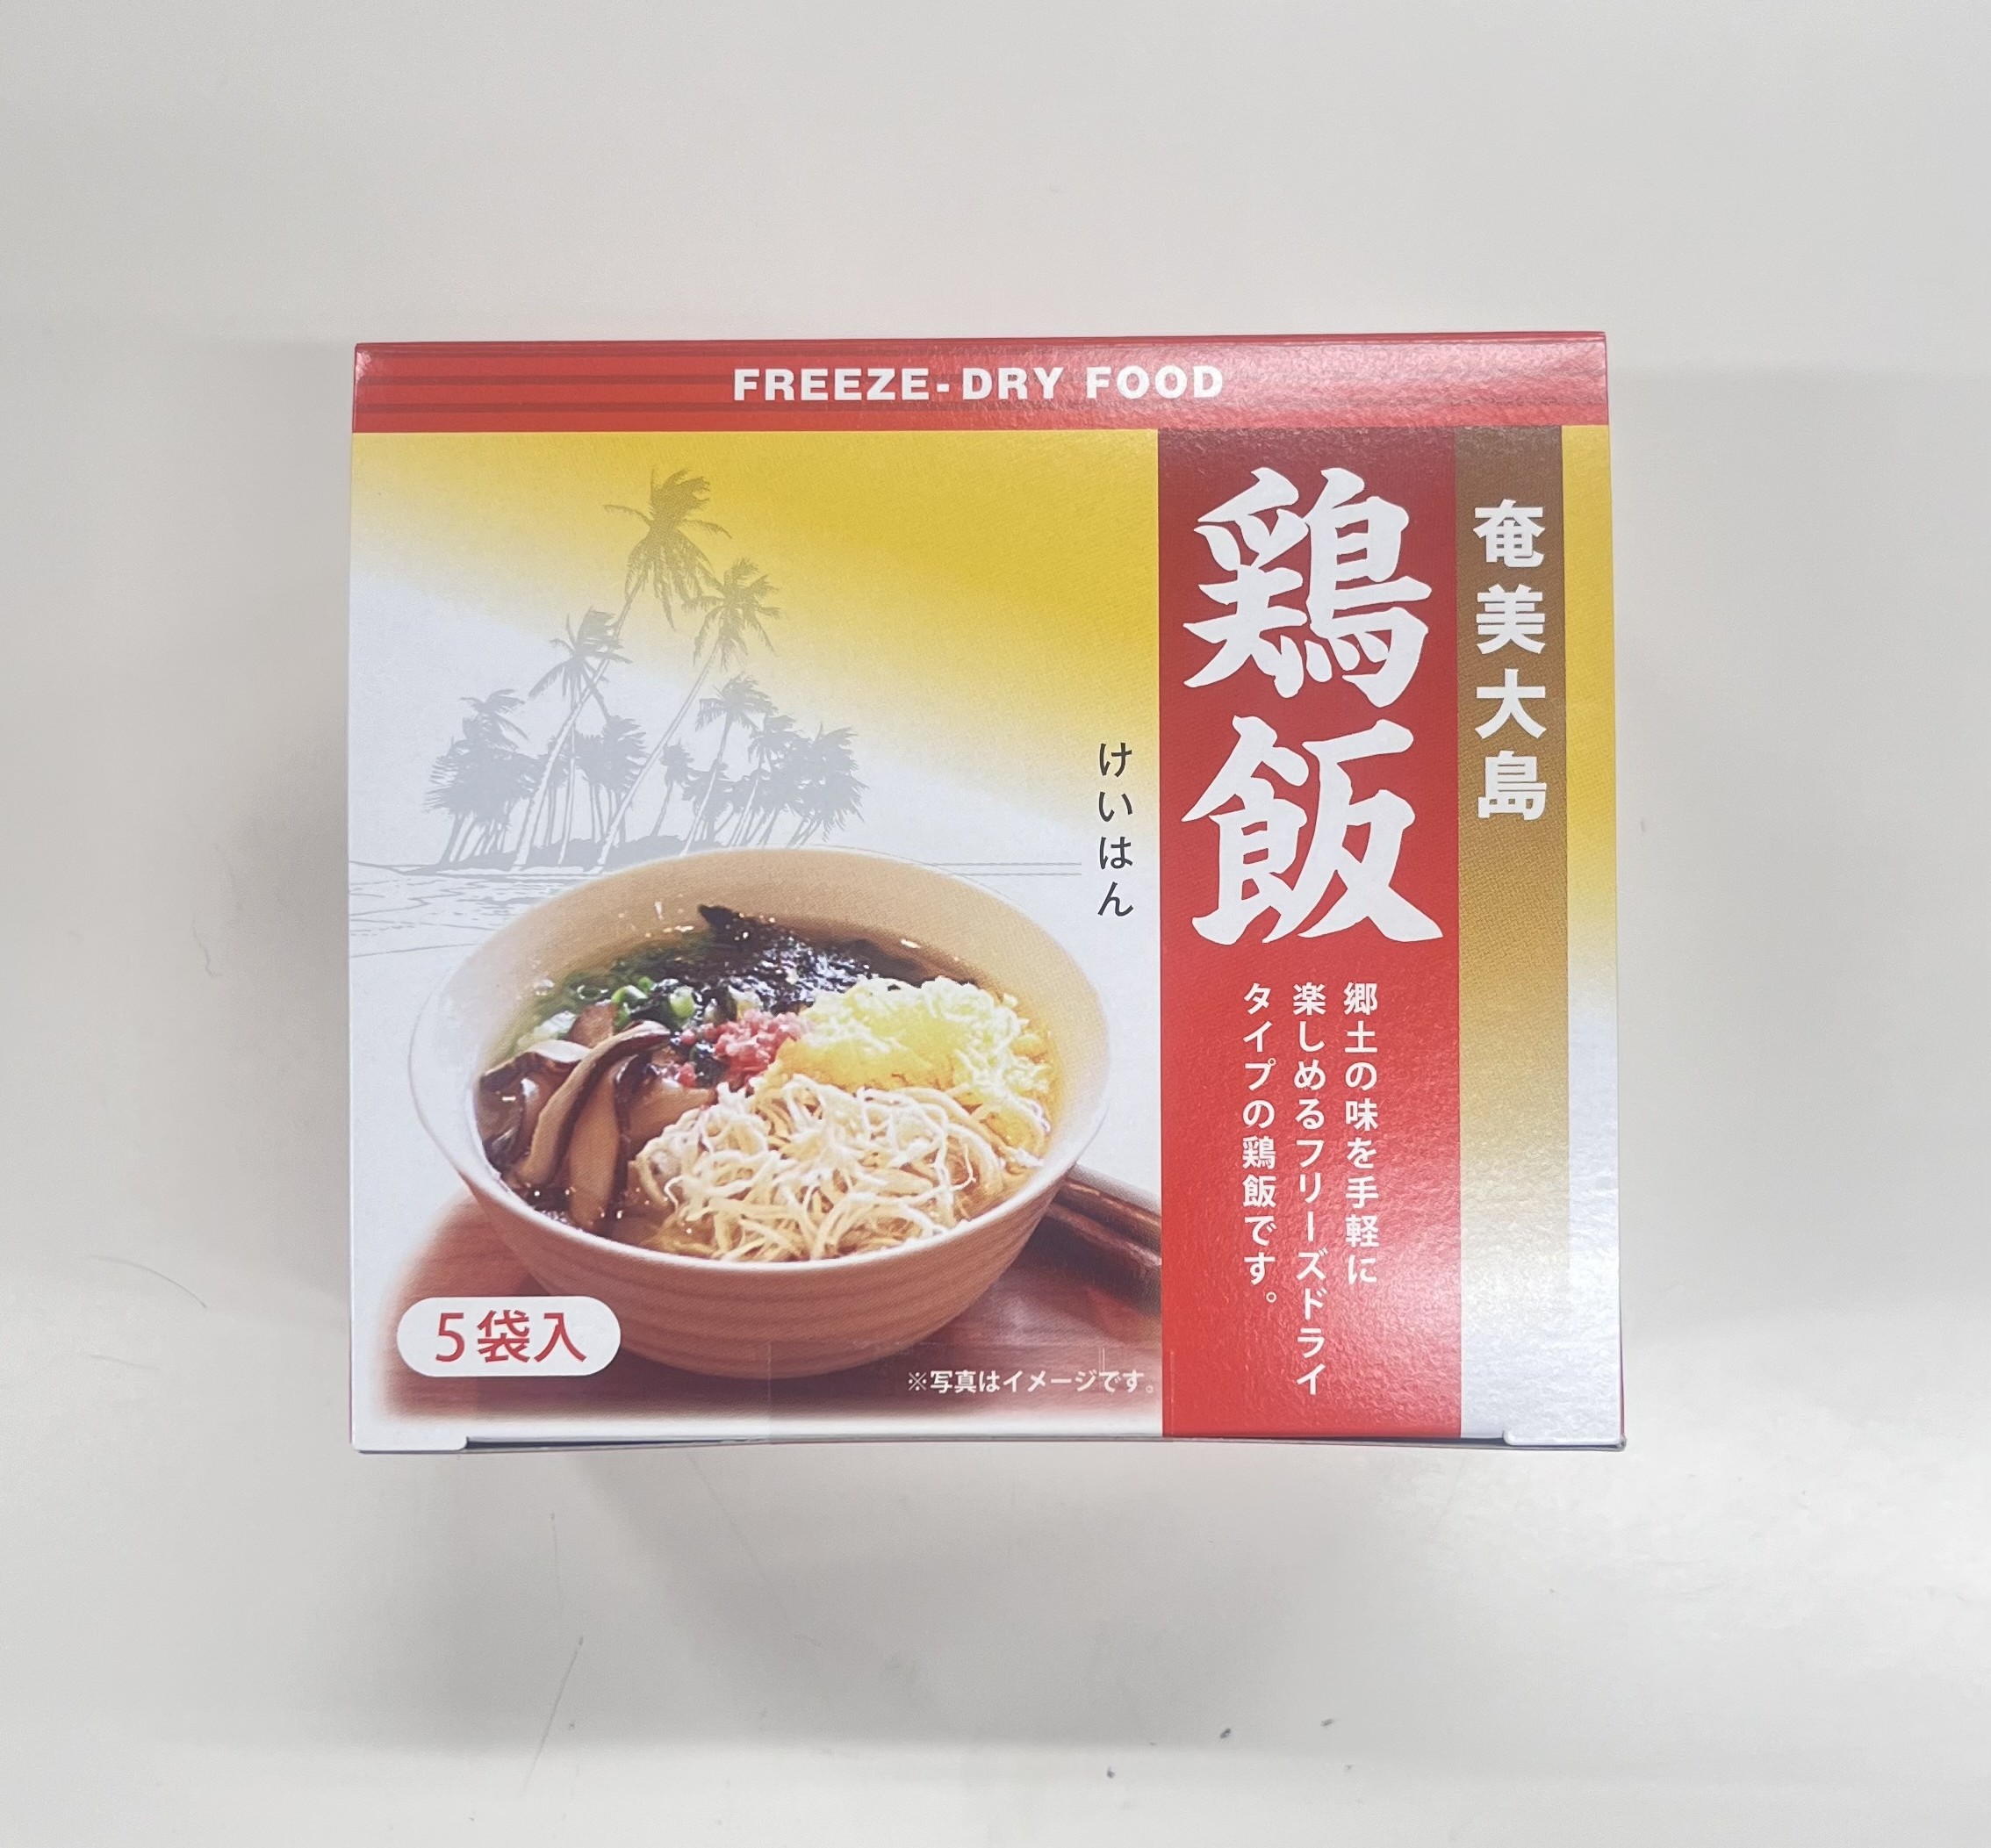 FREEZE-DRY FOOD
奄美大島
鶏飯
けいはん
郷土の味を手軽に
楽しめるフリーズドライ
タイプの鶏飯です。
5袋入
※写真はイメージです。